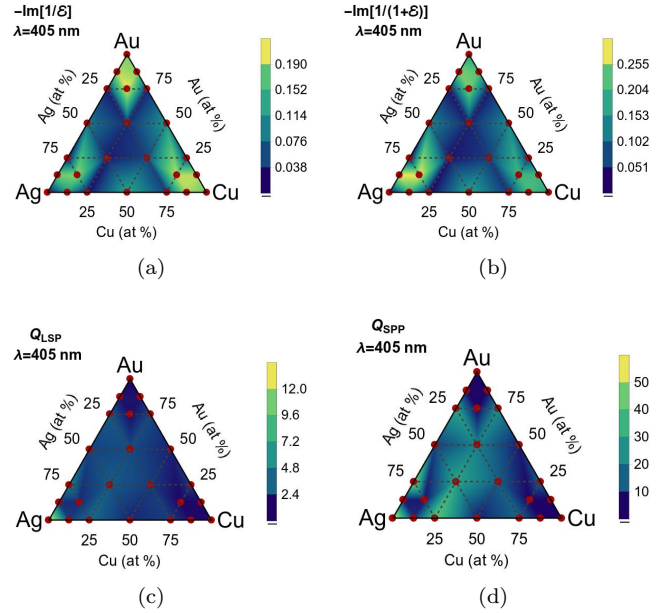 −Im[1/ℰ]
λ=405 nm
Au
25
75
Ag (at %)
Au (at %)
50
50
75
25
Ag
Cu
25
50
75
Cu (at %)
0.190
0.152
0.114
0.076
0.038
(a)
−Im[1/(1+ℰ)]
λ=405 nm
Au
25
75
Ag (at %)
Au (at %)
50
50
75
25
Ag
Cu
25
50
75
Cu (at %)
0.255
0.204
0.153
0.102
0.051
(b)
QLSP
λ=405 nm
Au
25
75
Ag (at %)
Au (at %)
50
50
75
25
Ag
Cu
25
50
75
Cu (at %)
12.0
9.6
7.2
4.8
2.4
(c)
QSPP
λ=405 nm
Au
25
75
Ag (at %)
Au (at %)
50
50
75
25
Ag
Cu
25
50
75
Cu (at %)
50
40
30
20
10
(d)